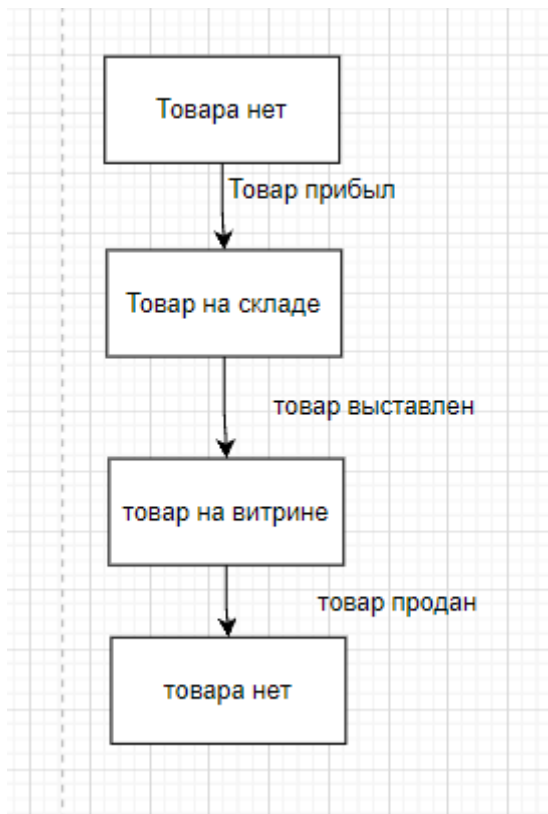 Товара нет
Товар прибыл
Товар на складе
товар выставлен
товар на витрине
товар продан
товара нет